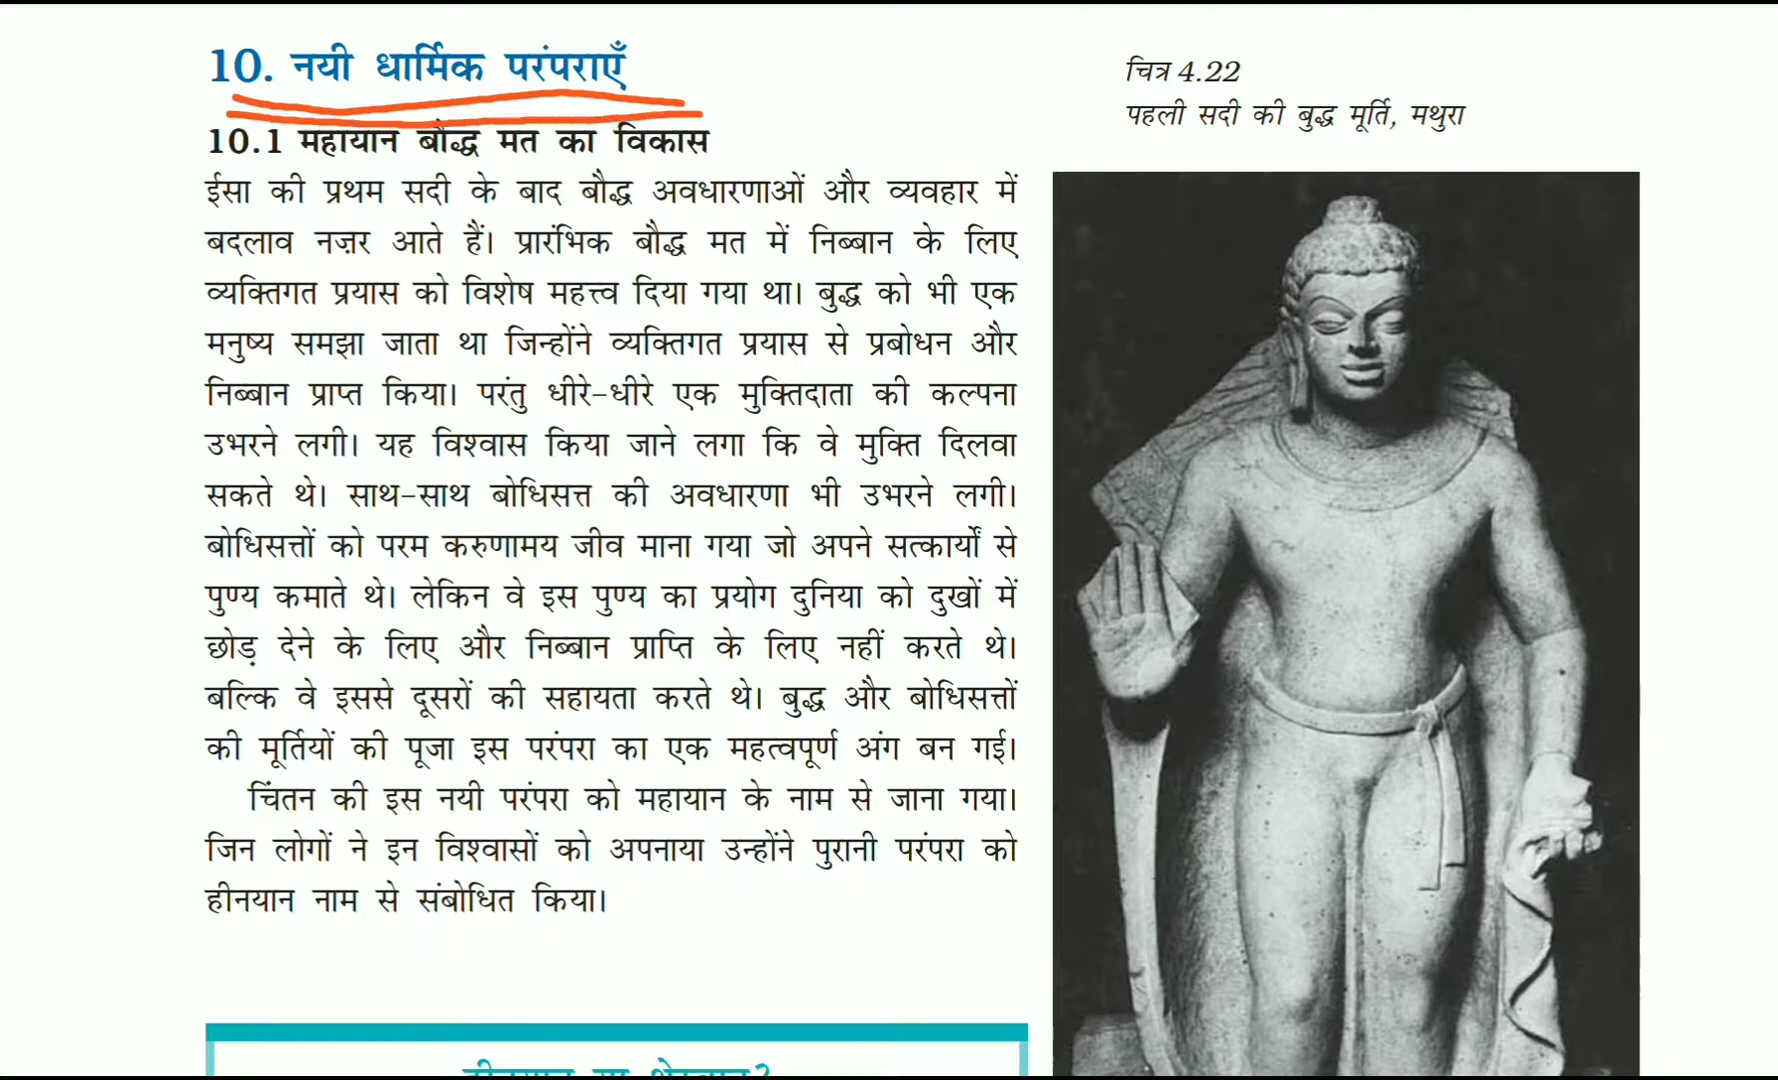 10. नयी धार्मिक परंपराएँ
10.1 महायान बौद्ध मत का विकास
ईसा की प्रथम सदी के बाद बौद्ध अवधारणाओं और व्यवहार में
बदलाव नज़र आते हैं। प्रारंभिक बौद्ध मत में निब्बान के लिए
व्यक्तिगत प्रयास को विशेष महत्त्व दिया गया था। बुद्ध को भी एक
मनुष्य समझा जाता था जिन्होंने व्यक्तिगत प्रयास से प्रबोधन और
निब्बान प्राप्त किया। परंतु धीरे-धीरे एक मुक्तिदाता की कल्पना
उभरने लगी। यह विश्वास किया जाने लगा कि वे मुक्ति दिलवा
सकते थे। साथ-साथ बोधिसत्त की अवधारणा भी उभरने लगी।
बोधिसत्तों को परम करुणामय जीव माना गया जो अपने सत्कार्यों से
पुण्य कमाते थे। लेकिन वे इस पुण्य का प्रयोग दुनिया को दुखों में
छोड़ देने के लिए और निब्बान प्राप्ति के लिए नहीं करते थे।
बल्कि वे इससे दूसरों की सहायता करते थे। बुद्ध और बोधिसत्तों
की मूर्तियों की पूजा इस परंपरा का एक महत्वपूर्ण अंग बन गई।
चिंतन की इस नयी परंपरा को महायान के नाम से जाना गया।
जिन लोगों ने इन विश्वासों को अपनाया उन्होंने पुरानी परंपरा को
हीनयान नाम से संबोधित किया।
हीनयान या थेरवाद?
चित्र 4.22
पहली सदी की बुद्ध मूर्ति, मथुरा